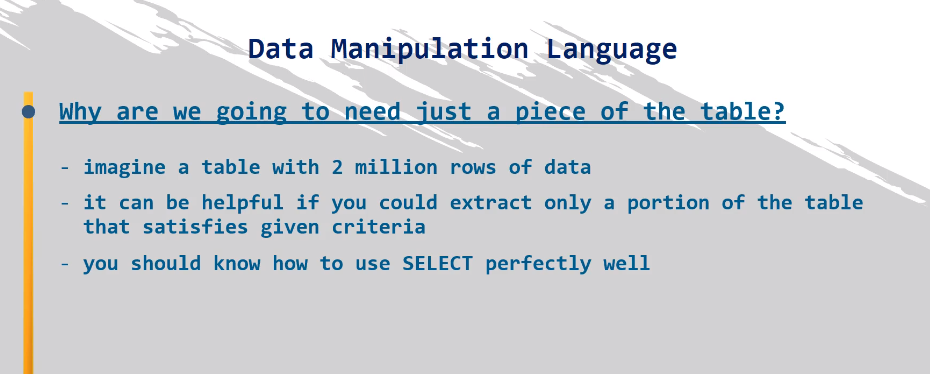 Data Manipulation Language
Why are we going to need just a piece of the table?
- imagine a table with 2 million rows of data
- it can be helpful if you could extract only a portion of the table
that satisfies given criteria
- you should know how to use SELECT perfectly well